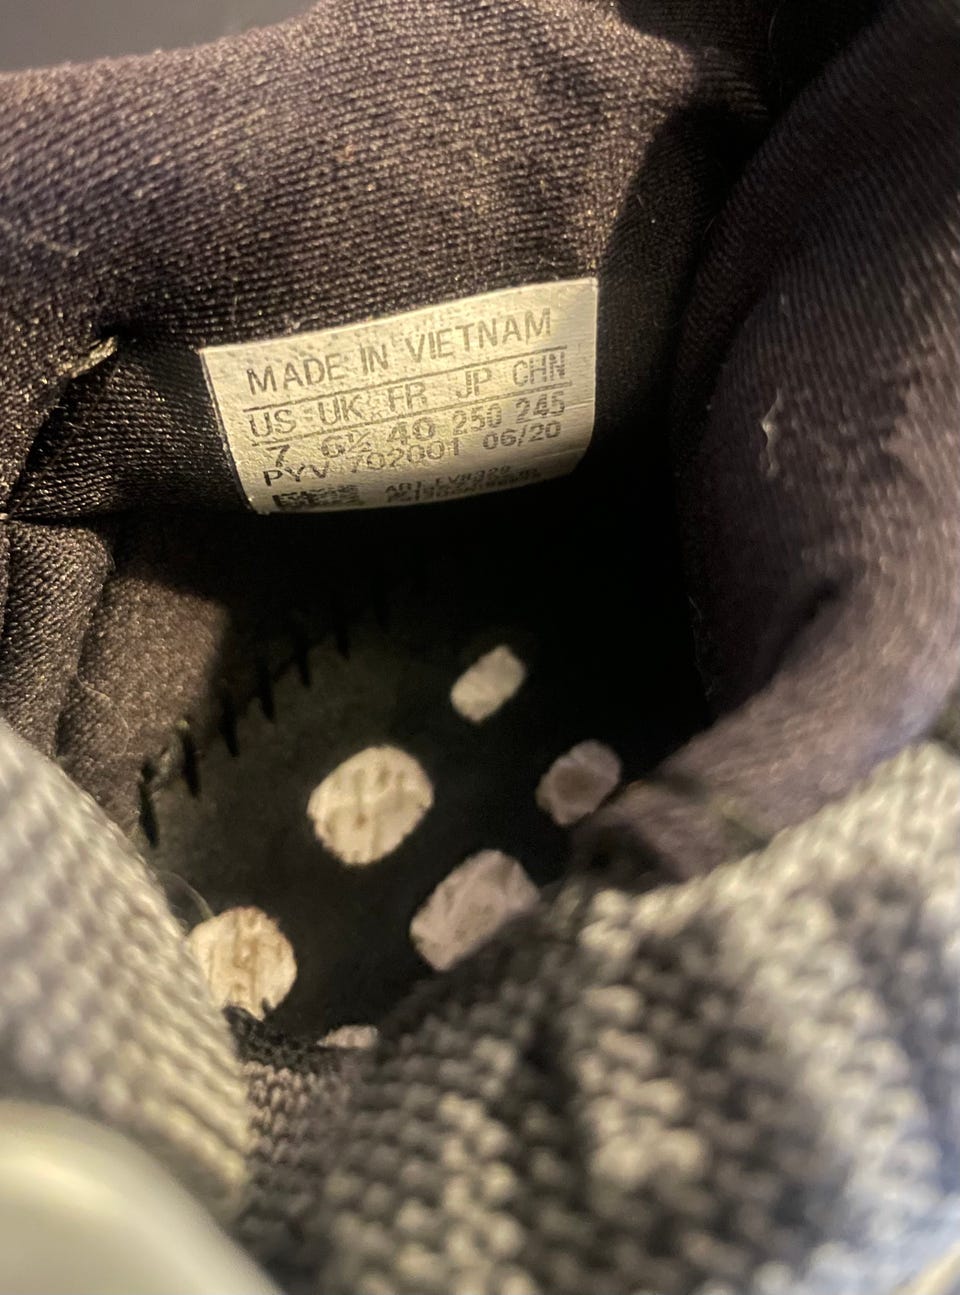 MADE IN VIETNAM
US UK FR JP CHN
7 6½ 40 250 245
PYV 702001 06/20